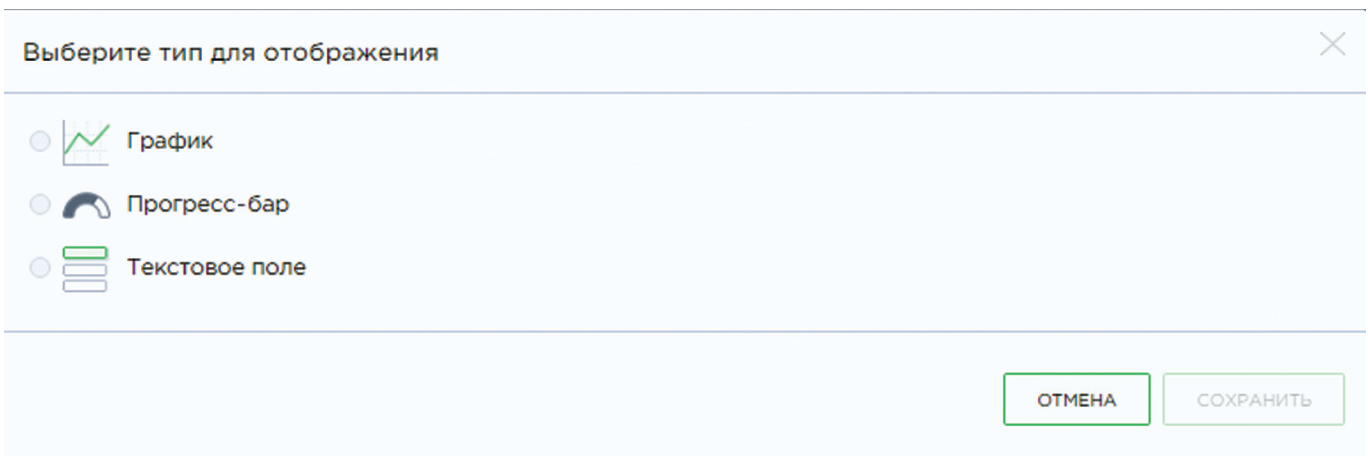 Выберите тип для отображения
График
Прогресс-бар
Текстовое поле
ОТМЕНА СОХРАНИТЬ